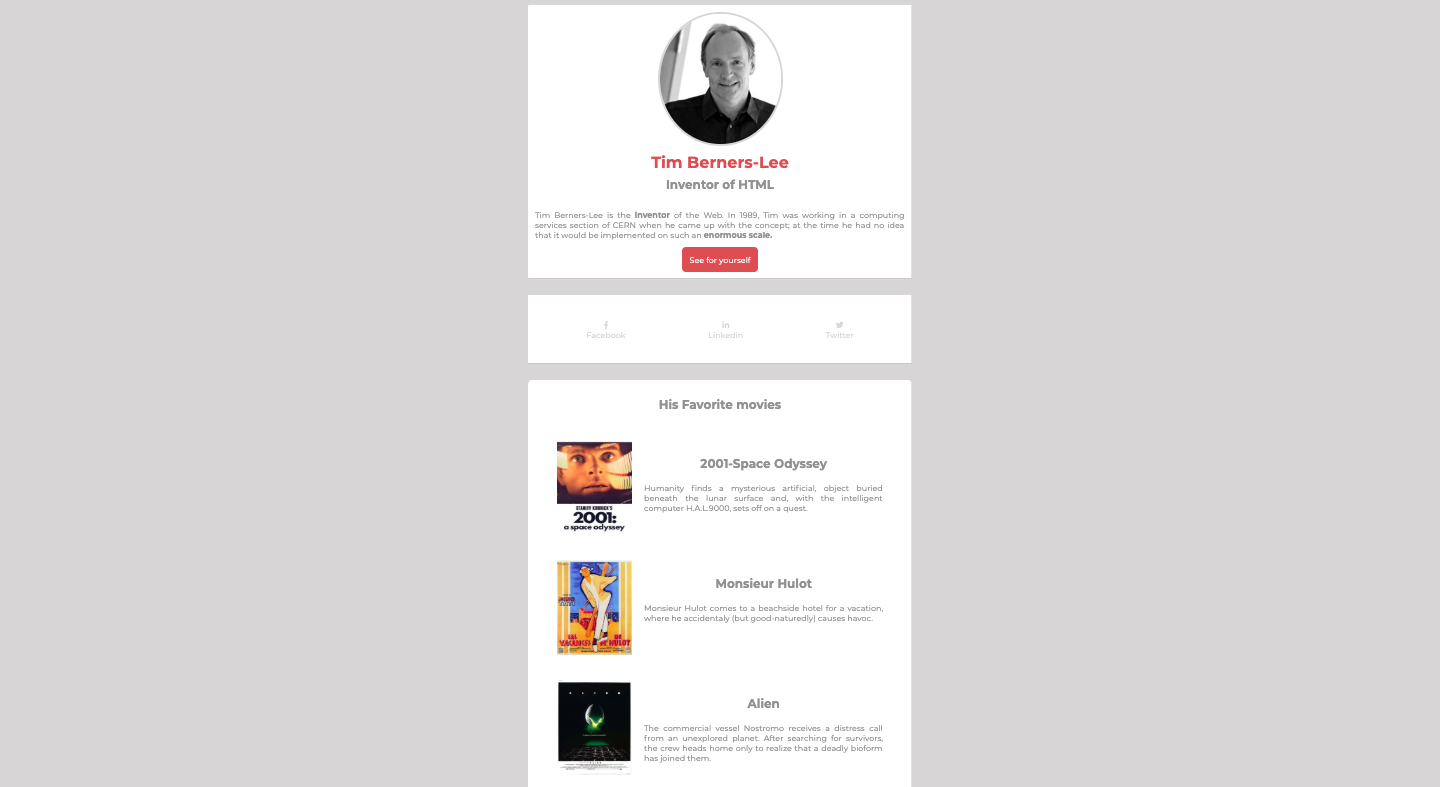 Tim Berners-Lee
Inventor of HTML
Tim Berners-Lee is the Inventor of the Web. In 1989, Tim was working in a computing
services section of CERN when he came up with the concept; at the time he had no idea
that it would be implemented on such an enormous scale.
See for yourself
Facebook
Linkedin
Twitter
His Favorite movies
STANLEY KUBRICK'S
2001:
a space odyssey
2001-Space Odyssey
Humanity finds a mysterious artificial, object buried
beneath the lunar surface and, with the intelligent
computer H.A.L.9000, sets off on a quest.
LES
VACANCES DE HULOT
Monsieur Hulot
Monsieur Hulot comes to a beachside hotel for a vacation,
where he accidentaly (but good-naturedly) causes havoc.
ALIEN
Alien
The commercial vessel Nostromo receives a distress call
from an unexplored planet. After searching for survivors,
the crew heads home only to realize that a deadly bioform
has joined them.